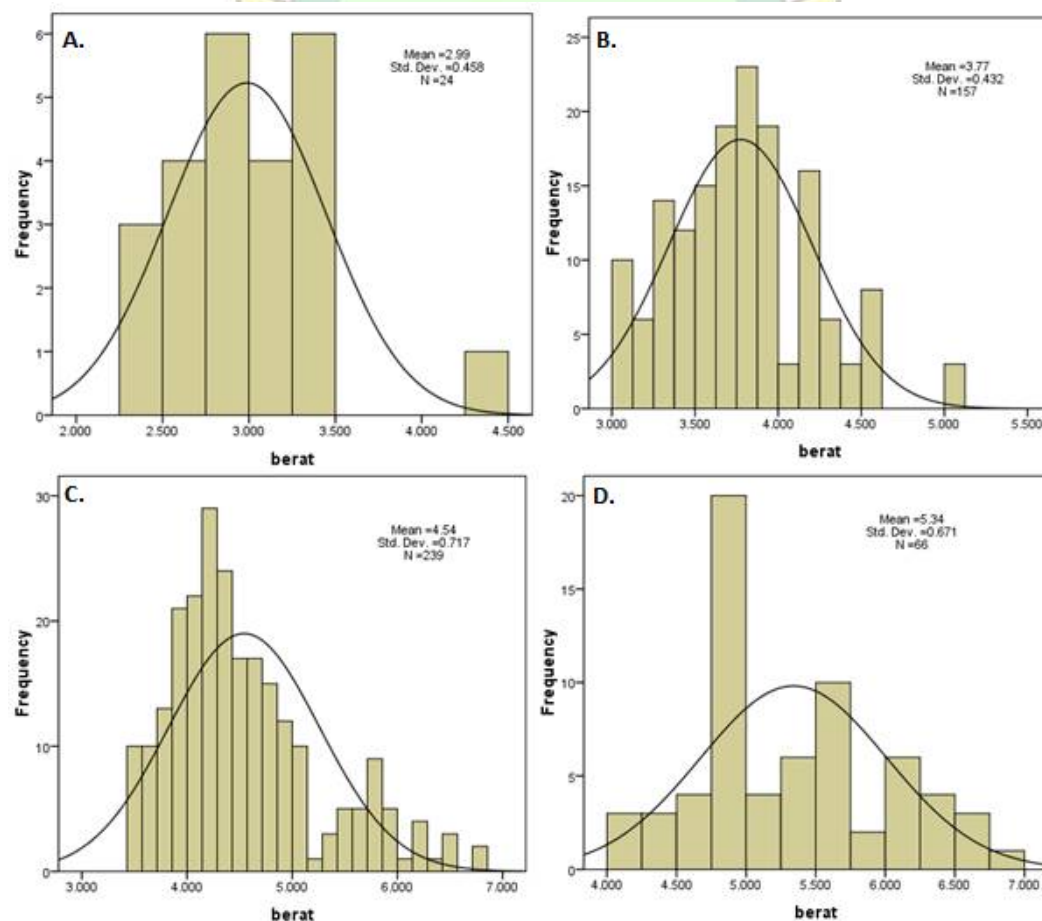 A.
Mean =2.99
Std. Dev. =0.458
N =24
Frequency
6
5
4
3
2
1
0
2.000 2.500 3.000 3.500 4.000 4.500
berat
B.
Mean =3.77
Std. Dev. =0.432
N =157
Frequency
25
20
15
10
5
0
3.000 3.500 4.000 4.500 5.000 5.500
berat
C.
Mean =4.54
Std. Dev. =0.717
N =239
Frequency
30
20
10
0
3.000 4.000 5.000 6.000 7.000
berat
D.
Mean =5.34
Std. Dev. =0.671
N =66
Frequency
20
15
10
5
0
4.000 4.500 5.000 5.500 6.000 6.500 7.000
berat